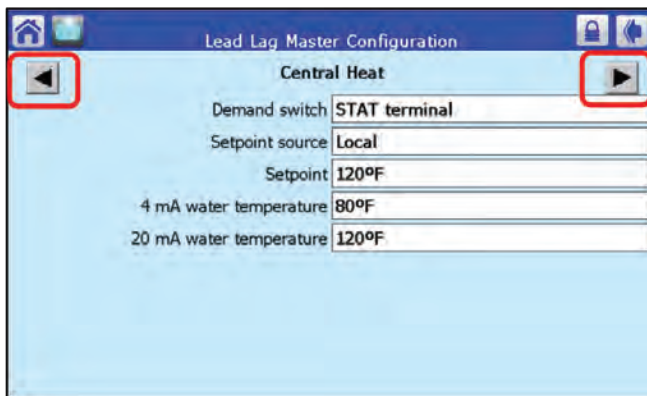 Lead Lag Master Configuration
Central Heat
Demand switch STAT terminal
Setpoint source Local
Setpoint 120ºF
4 mA water temperature 80ºF
20 mA water temperature 120ºF